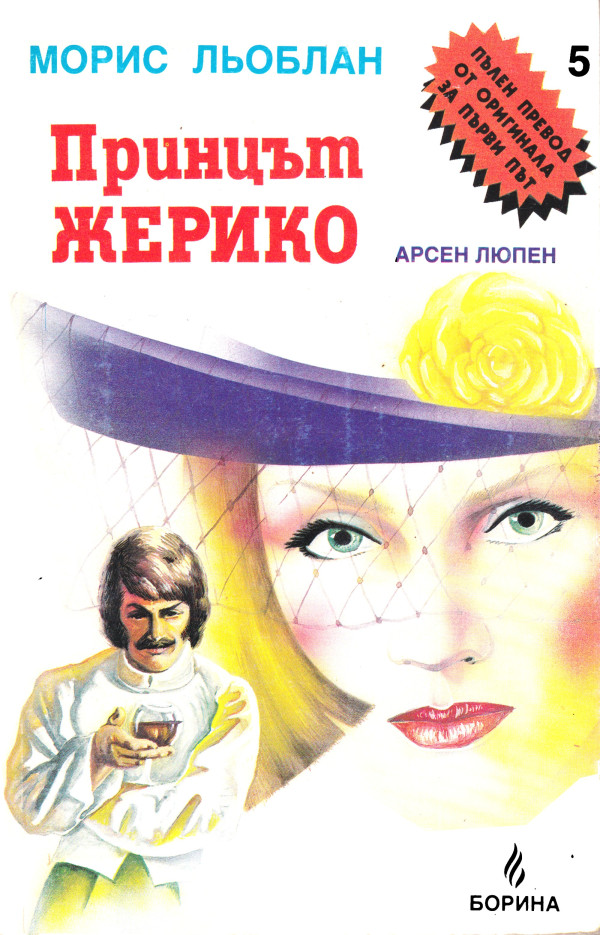 МОРИС ЛЬОБЛАН
5
ПЪЛЕН ПРЕВОД
ОТ ОРИГИНАЛА
ЗА ПЪРВИ ПЪТ
Принцът
ЖЕРИКО
АРСЕН ЛЮПЕН
БОРИНА